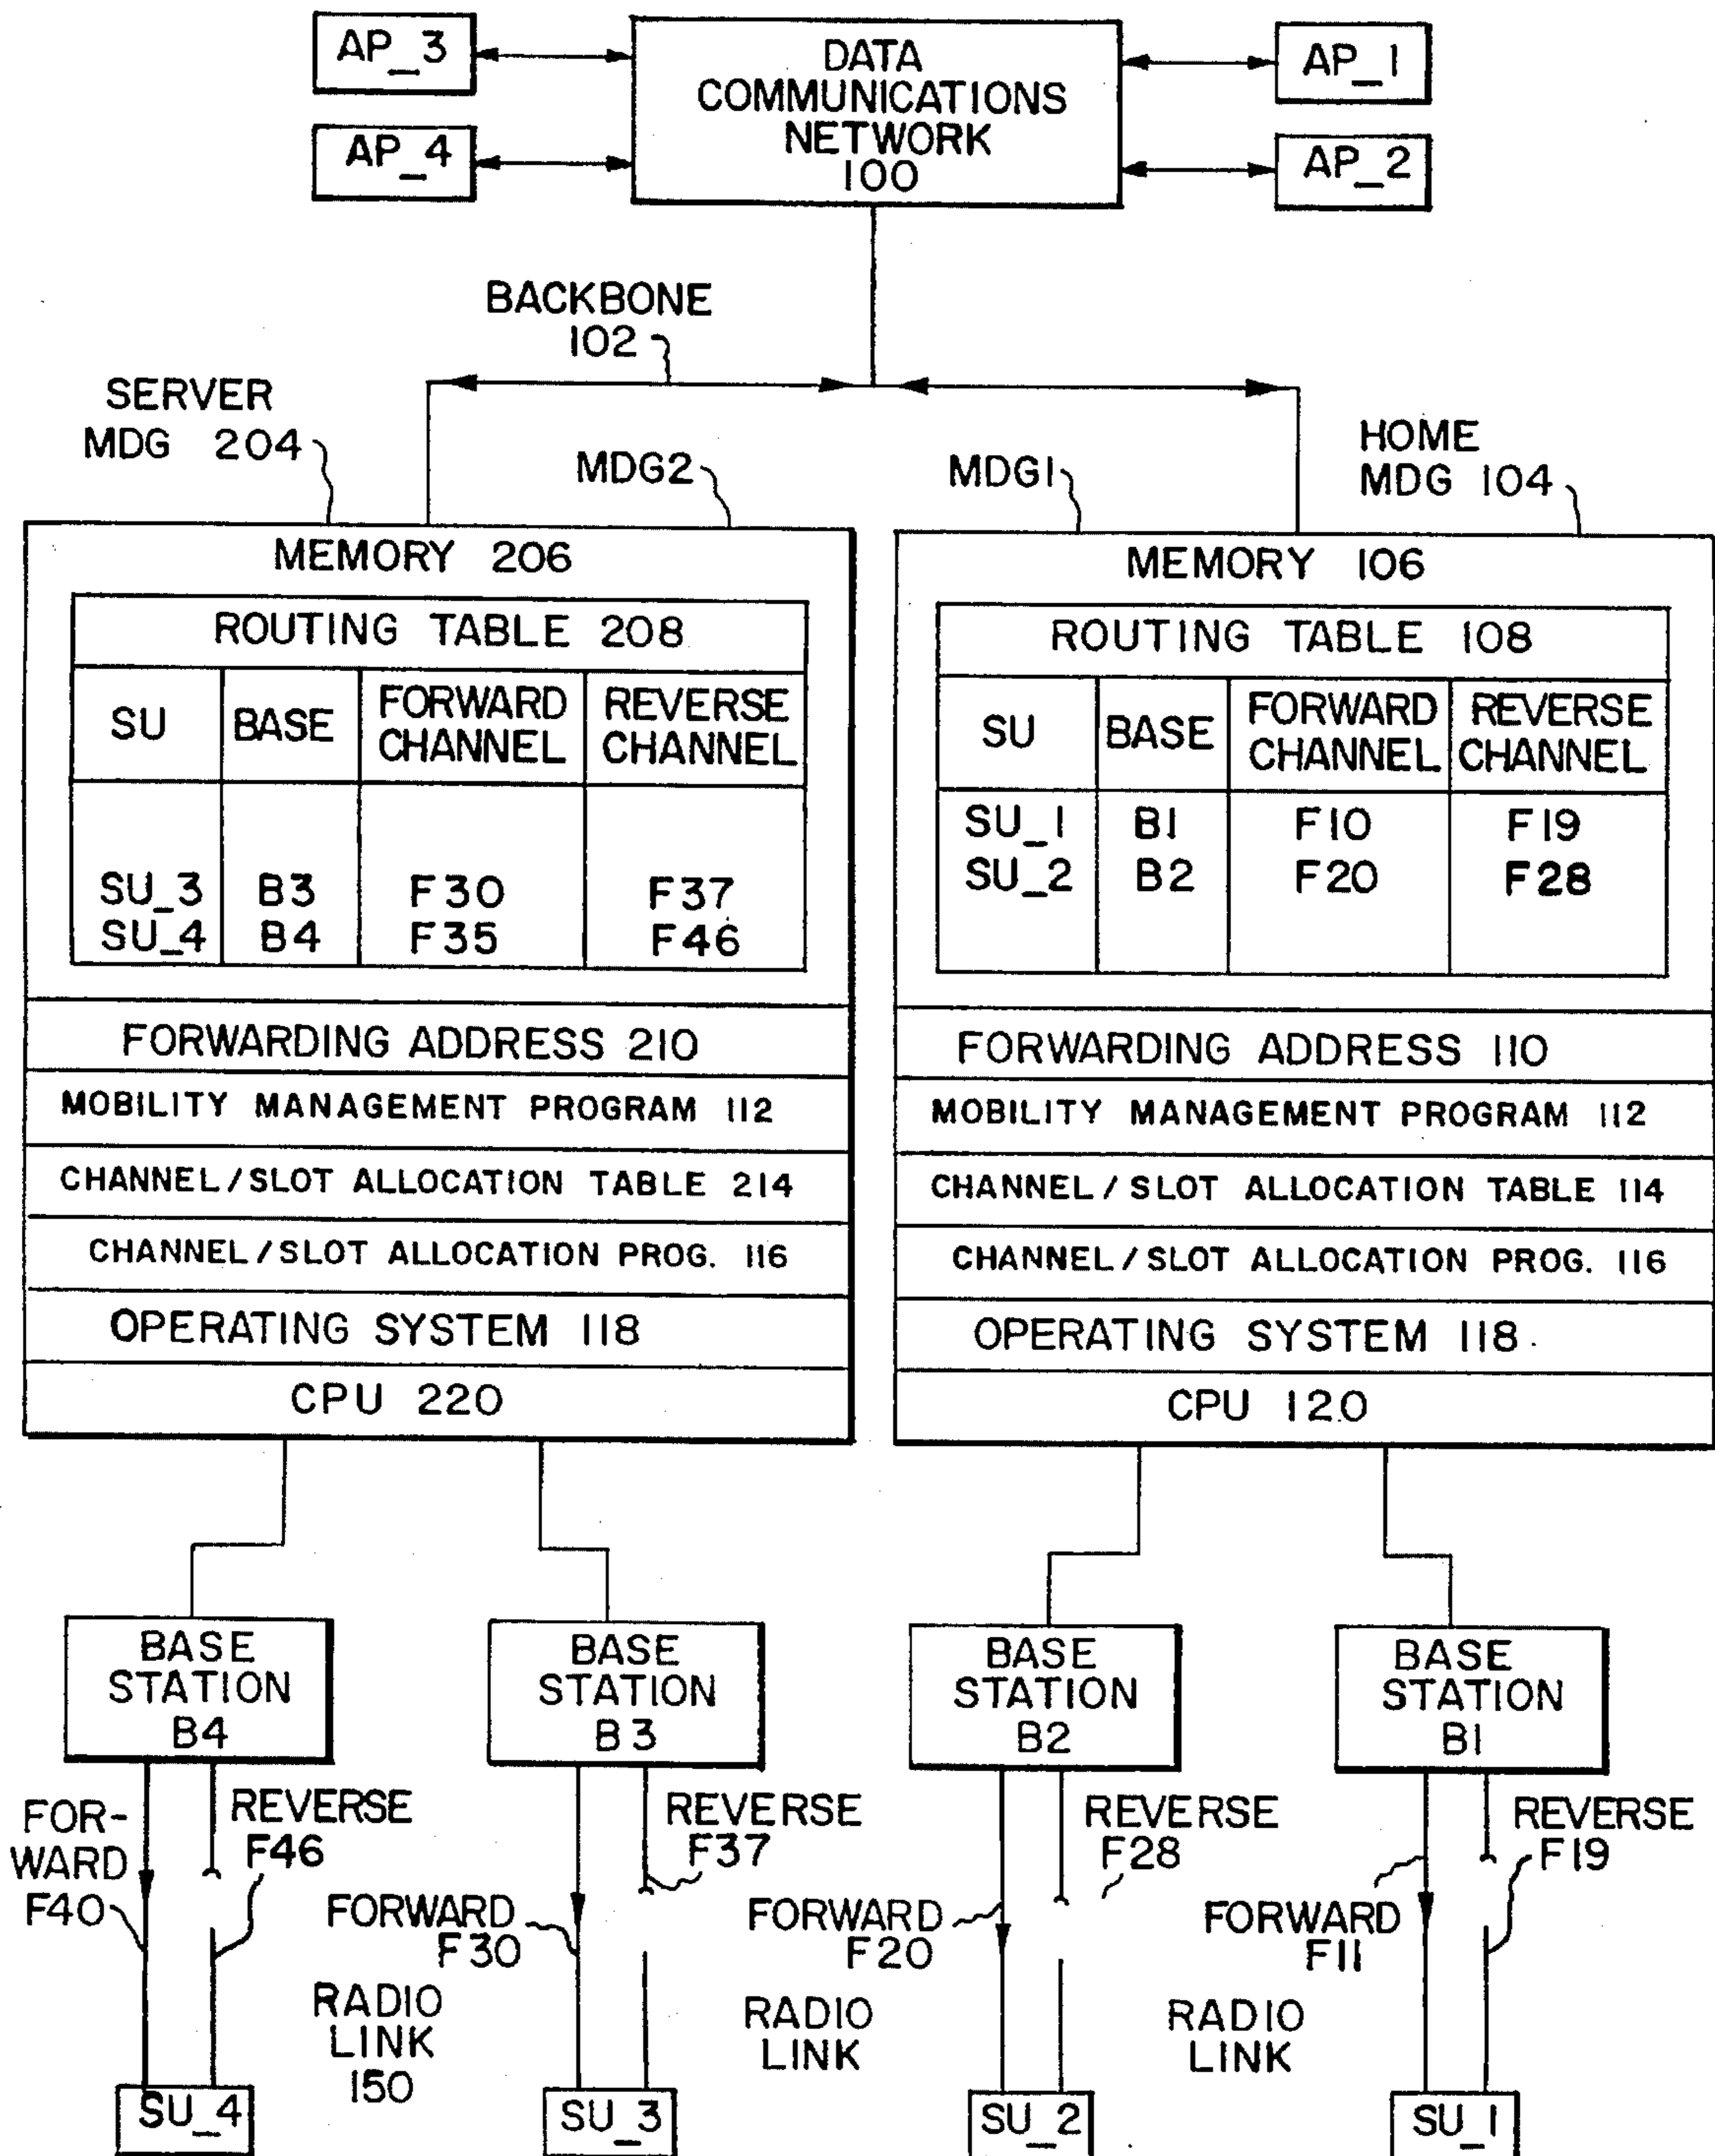 AP_3
AP_4
DATA
COMMUNICATIONS
NETWORK
100
AP_1
AP_2
BACKBONE
102
SERVER
MDG 204
MDG2
MDG1
HOME
MDG 104
MEMORY 206
ROUTING TABLE 208
SU BASE FORWARD CHANNEL REVERSE CHANNEL
SU_3 B3 F30 F37
SU_4 B4 F35 F46
FORWARDING ADDRESS 210
MOBILITY MANAGEMENT PROGRAM 112
CHANNEL/SLOT ALLOCATION TABLE 214
CHANNEL/SLOT ALLOCATION PROG. 116
OPERATING SYSTEM 118
CPU 220
MEMORY 106
ROUTING TABLE 108
SU BASE FORWARD CHANNEL REVERSE CHANNEL
SU_1 B1 F10 F19
SU_2 B2 F20 F28
FORWARDING ADDRESS 110
MOBILITY MANAGEMENT PROGRAM 112
CHANNEL/SLOT ALLOCATION TABLE 114
CHANNEL/SLOT ALLOCATION PROG. 116
OPERATING SYSTEM 118
CPU 120
BASE
STATION
B4
BASE
STATION
B3
BASE
STATION
B2
BASE
STATION
B1
FOR-
WARD
F40
REVERSE
F46
FORWARD
F30
REVERSE
F37
FORWARD
F20
REVERSE
F28
FORWARD
F11
REVERSE
F19
RADIO
LINK
150
RADIO
LINK
RADIO
LINK
SU_4
SU_3
SU_2
SU_1